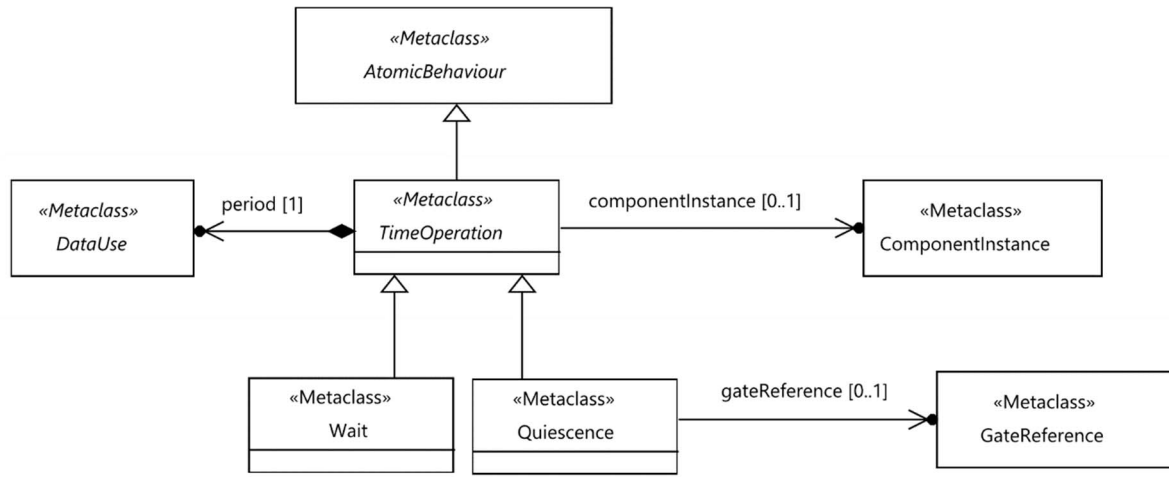 «Metaclass»
AtomicBehaviour
«Metaclass»
DataUse
period [1]
«Metaclass»
TimeOperation
componentInstance [0..1]
«Metaclass»
ComponentInstance
«Metaclass»
Wait
«Metaclass»
Quiescence
gateReference [0..1]
«Metaclass»
GateReference